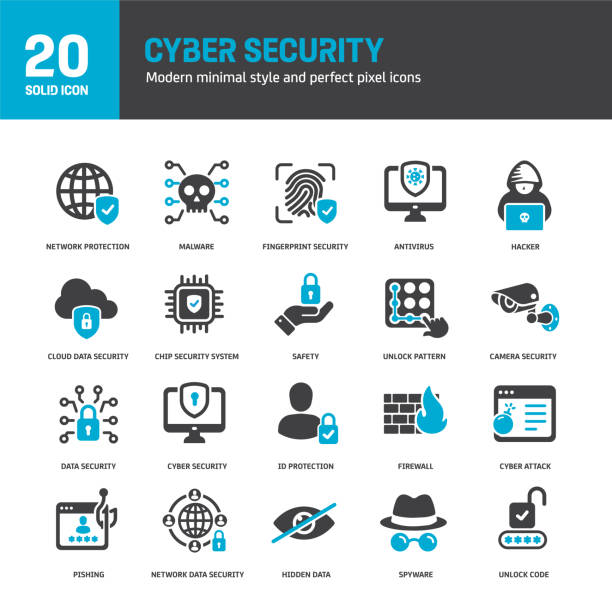 20
SOLID ICON
CYBER SECURITY
Modern minimal style and perfect pixel icons
NETWORK PROTECTION
MALWARE
FINGERPRINT SECURITY
ANTIVIRUS
HACKER
CLOUD DATA SECURITY
CHIP SECURITY SYSTEM
SAFETY
UNLOCK PATTERN
CAMERA SECURITY
DATA SECURITY
CYBER SECURITY
ID PROTECTION
FIREWALL
CYBER ATTACK
PISHING
NETWORK DATA SECURITY
HIDDEN DATA
SPYWARE
UNLOCK CODE